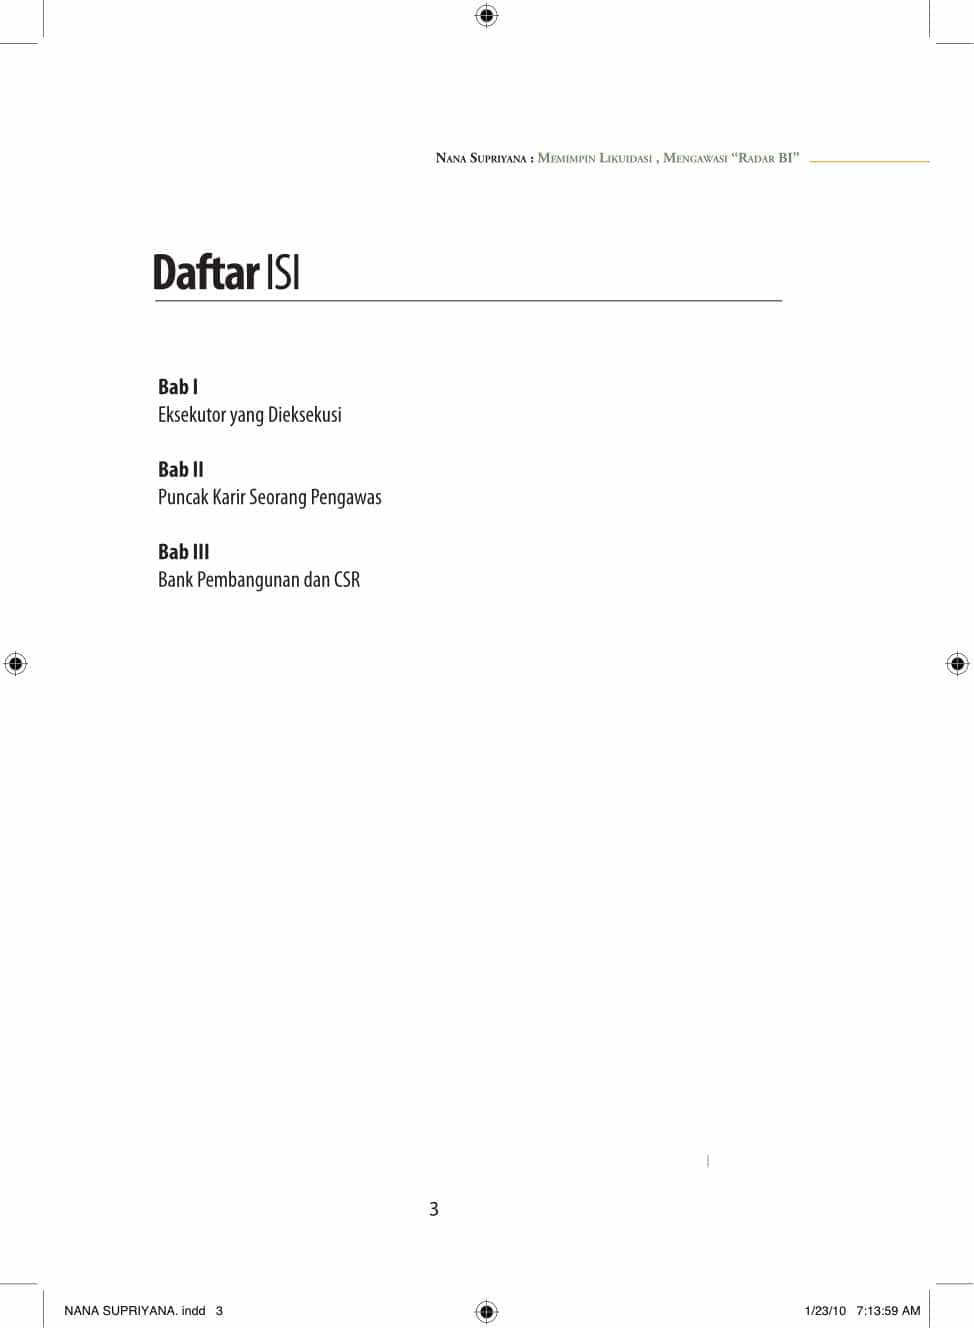 Nana Supriyana : Memimpin Likuidasi , Mengawasi “Radar BI”
Daftar ISI
Bab I
Eksekutor yang Dieksekusi
Bab II
Puncak Karir Seorang Pengawas
Bab III
Bank Pembangunan dan CSR
3
NANA SUPRIYANA. indd 3
1/23/10 7:13:59 AM